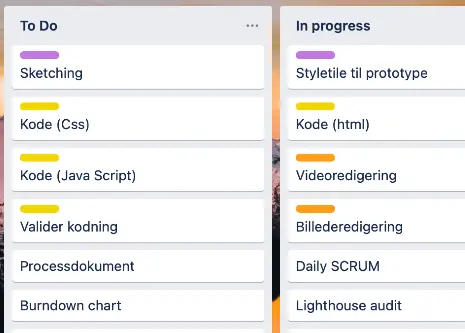 To Do
Sketching
Kode (Css)
Kode (Java Script)
Valider kodning
Processdokument
Burndown chart
In progress
Styletile til prototype
Kode (html)
Videoredigering
Billederedigering
Daily SCRUM
Lighthouse audit